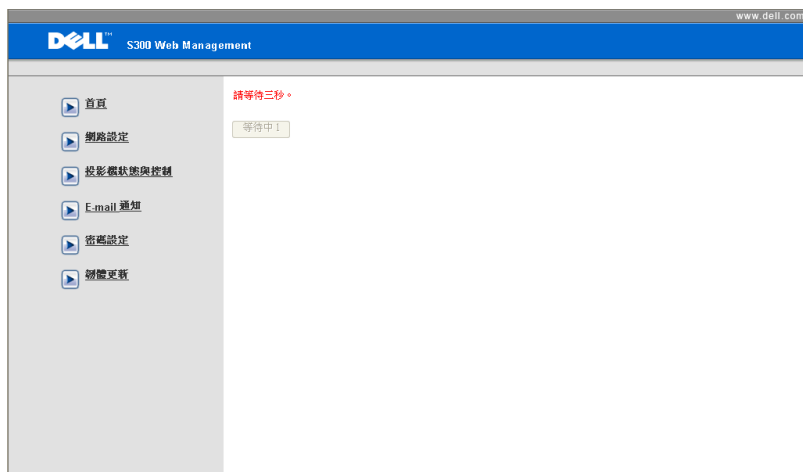 www.dell.com
DELL™ S300 Web Management
首頁
網路設定
投影機狀態與控制
E-mail 通知
密碼設定
韌體更新
請等待三秒。
等待中 1